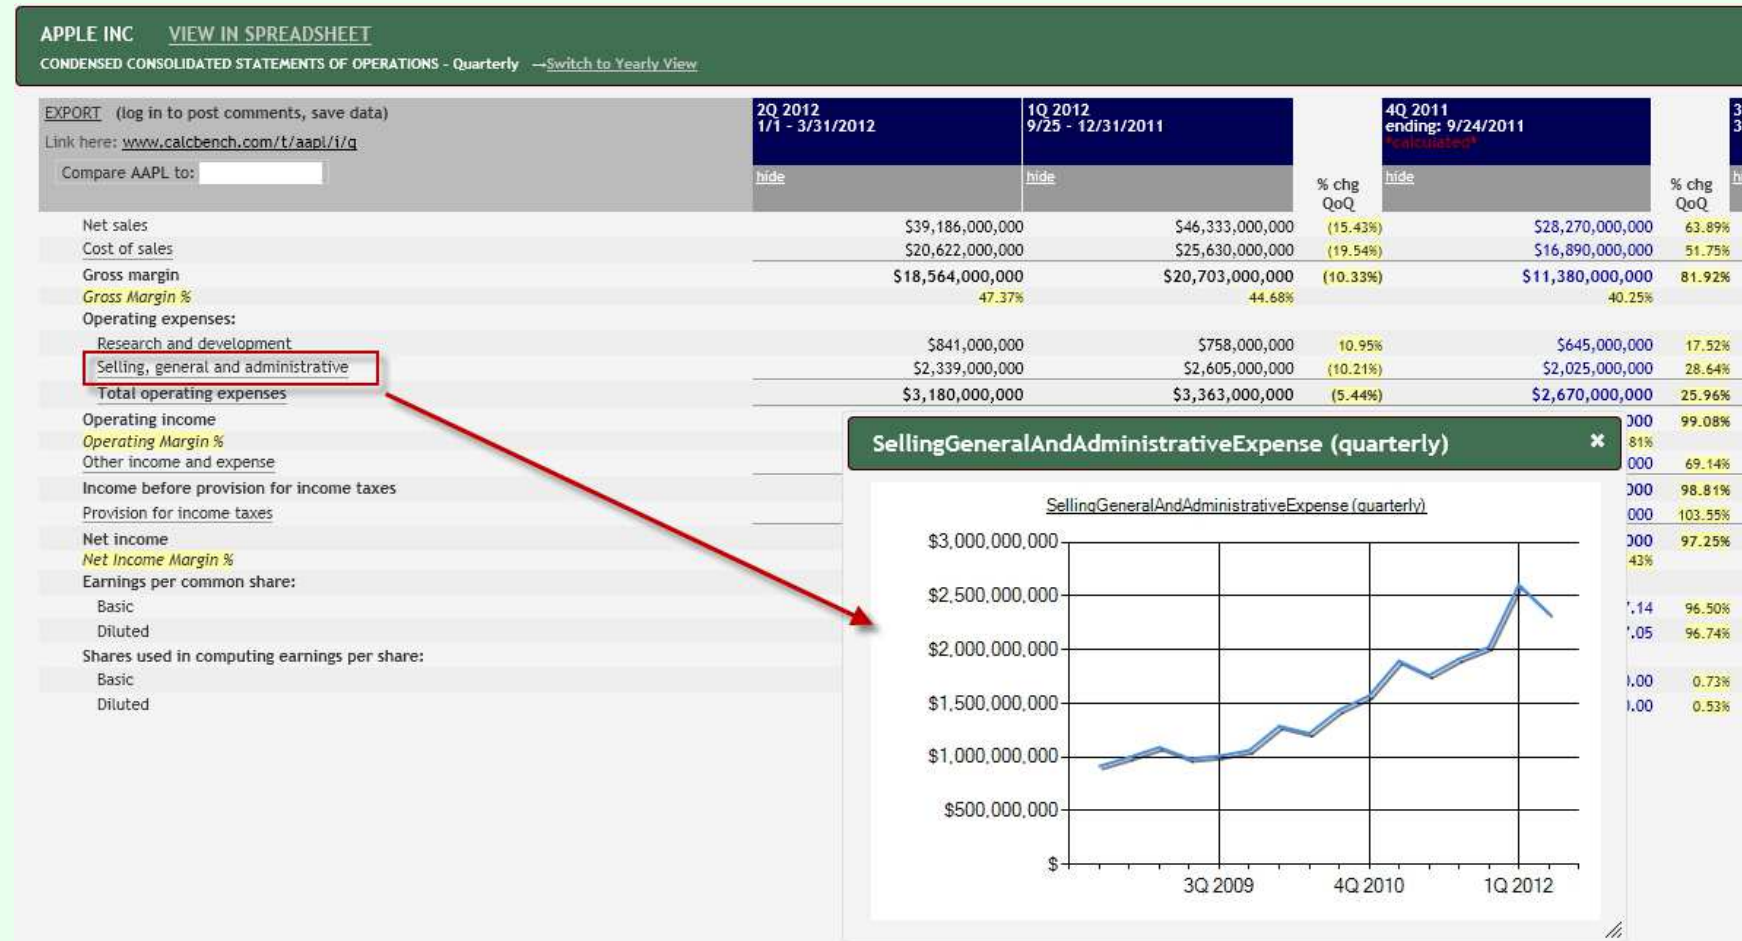 APPLE INC VIEW IN SPREADSHEET
CONDENSED CONSOLIDATED STATEMENTS OF OPERATIONS - Quarterly →Switch to Yearly View
EXPORT (log in to post comments, save data)
Link here: www.calcbench.com/t/aapl/i/q
Compare AAPL to:
2Q 2012
1/1 - 3/31/2012
hide
1Q 2012
9/25 - 12/31/2011
hide
% chg
QoQ
4Q 2011
ending: 9/24/2011
*calculated*
hide
% chg
QoQ
Net sales $39,186,000,000 $46,333,000,000 (15.43%) $28,270,000,000 63.89%
Cost of sales $20,622,000,000 $25,630,000,000 (19.54%) $16,890,000,000 51.75%
Gross margin $18,564,000,000 $20,703,000,000 (10.33%) $11,380,000,000 81.92%
Gross Margin % 47.37% 44.68% 40.25%
Operating expenses:
Research and development $841,000,000 $758,000,000 10.95% $645,000,000 17.52%
Selling, general and administrative $2,339,000,000 $2,605,000,000 (10.21%) $2,025,000,000 28.64%
Total operating expenses $3,180,000,000 $3,363,000,000 (5.44%) $2,670,000,000 25.96%
Operating income 000 99.08%
Operating Margin % 81%
Other income and expense 000 69.14%
Income before provision for income taxes 000 98.81%
Provision for income taxes 000 103.55%
Net income 000 97.25%
Net Income Margin % 43%
Earnings per common share:
Basic .14 96.50%
Diluted .05 96.74%
Shares used in computing earnings per share:
Basic .00 0.73%
Diluted .00 0.53%
SellingGeneralAndAdministrativeExpense (quarterly) ×
SellingGeneralAndAdministrativeExpense (quarterly)
$3,000,000,000
$2,500,000,000
$2,000,000,000
$1,500,000,000
$1,000,000,000
$500,000,000
$
3Q 2009 4Q 2010 1Q 2012